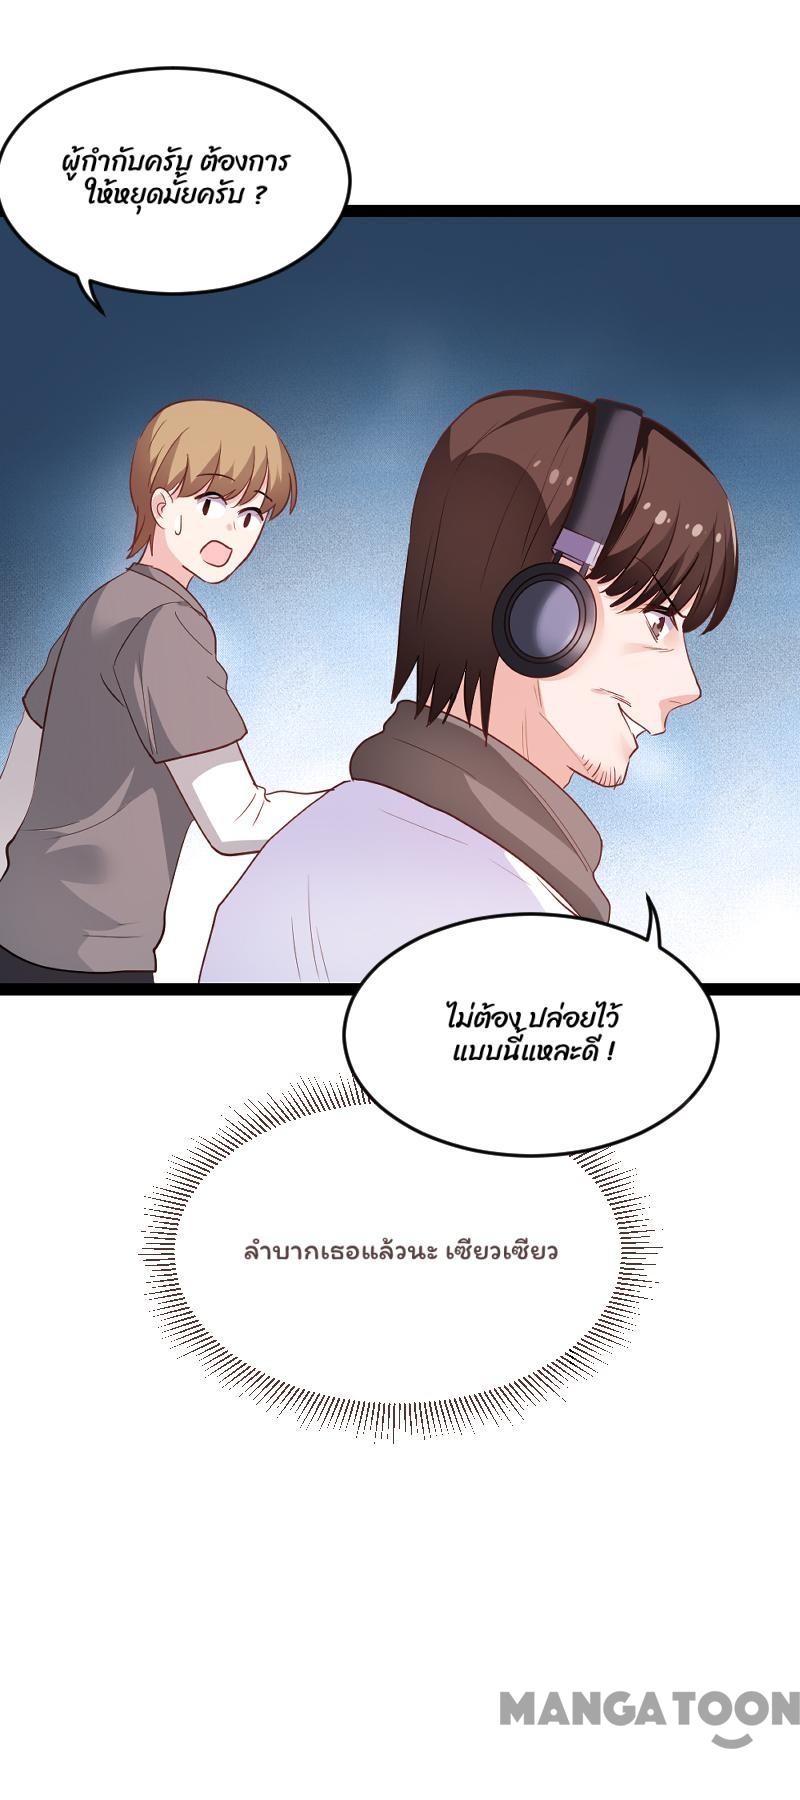 ผู้กำกับครับ ต้องการ
ให้หยุดมั้ยครับ ?
ไม่ต้อง ปล่อยไว้
แบบนี้แหละดี !
ลำบากเธอแล้วนะ เซียวเซียว
MANGATOON